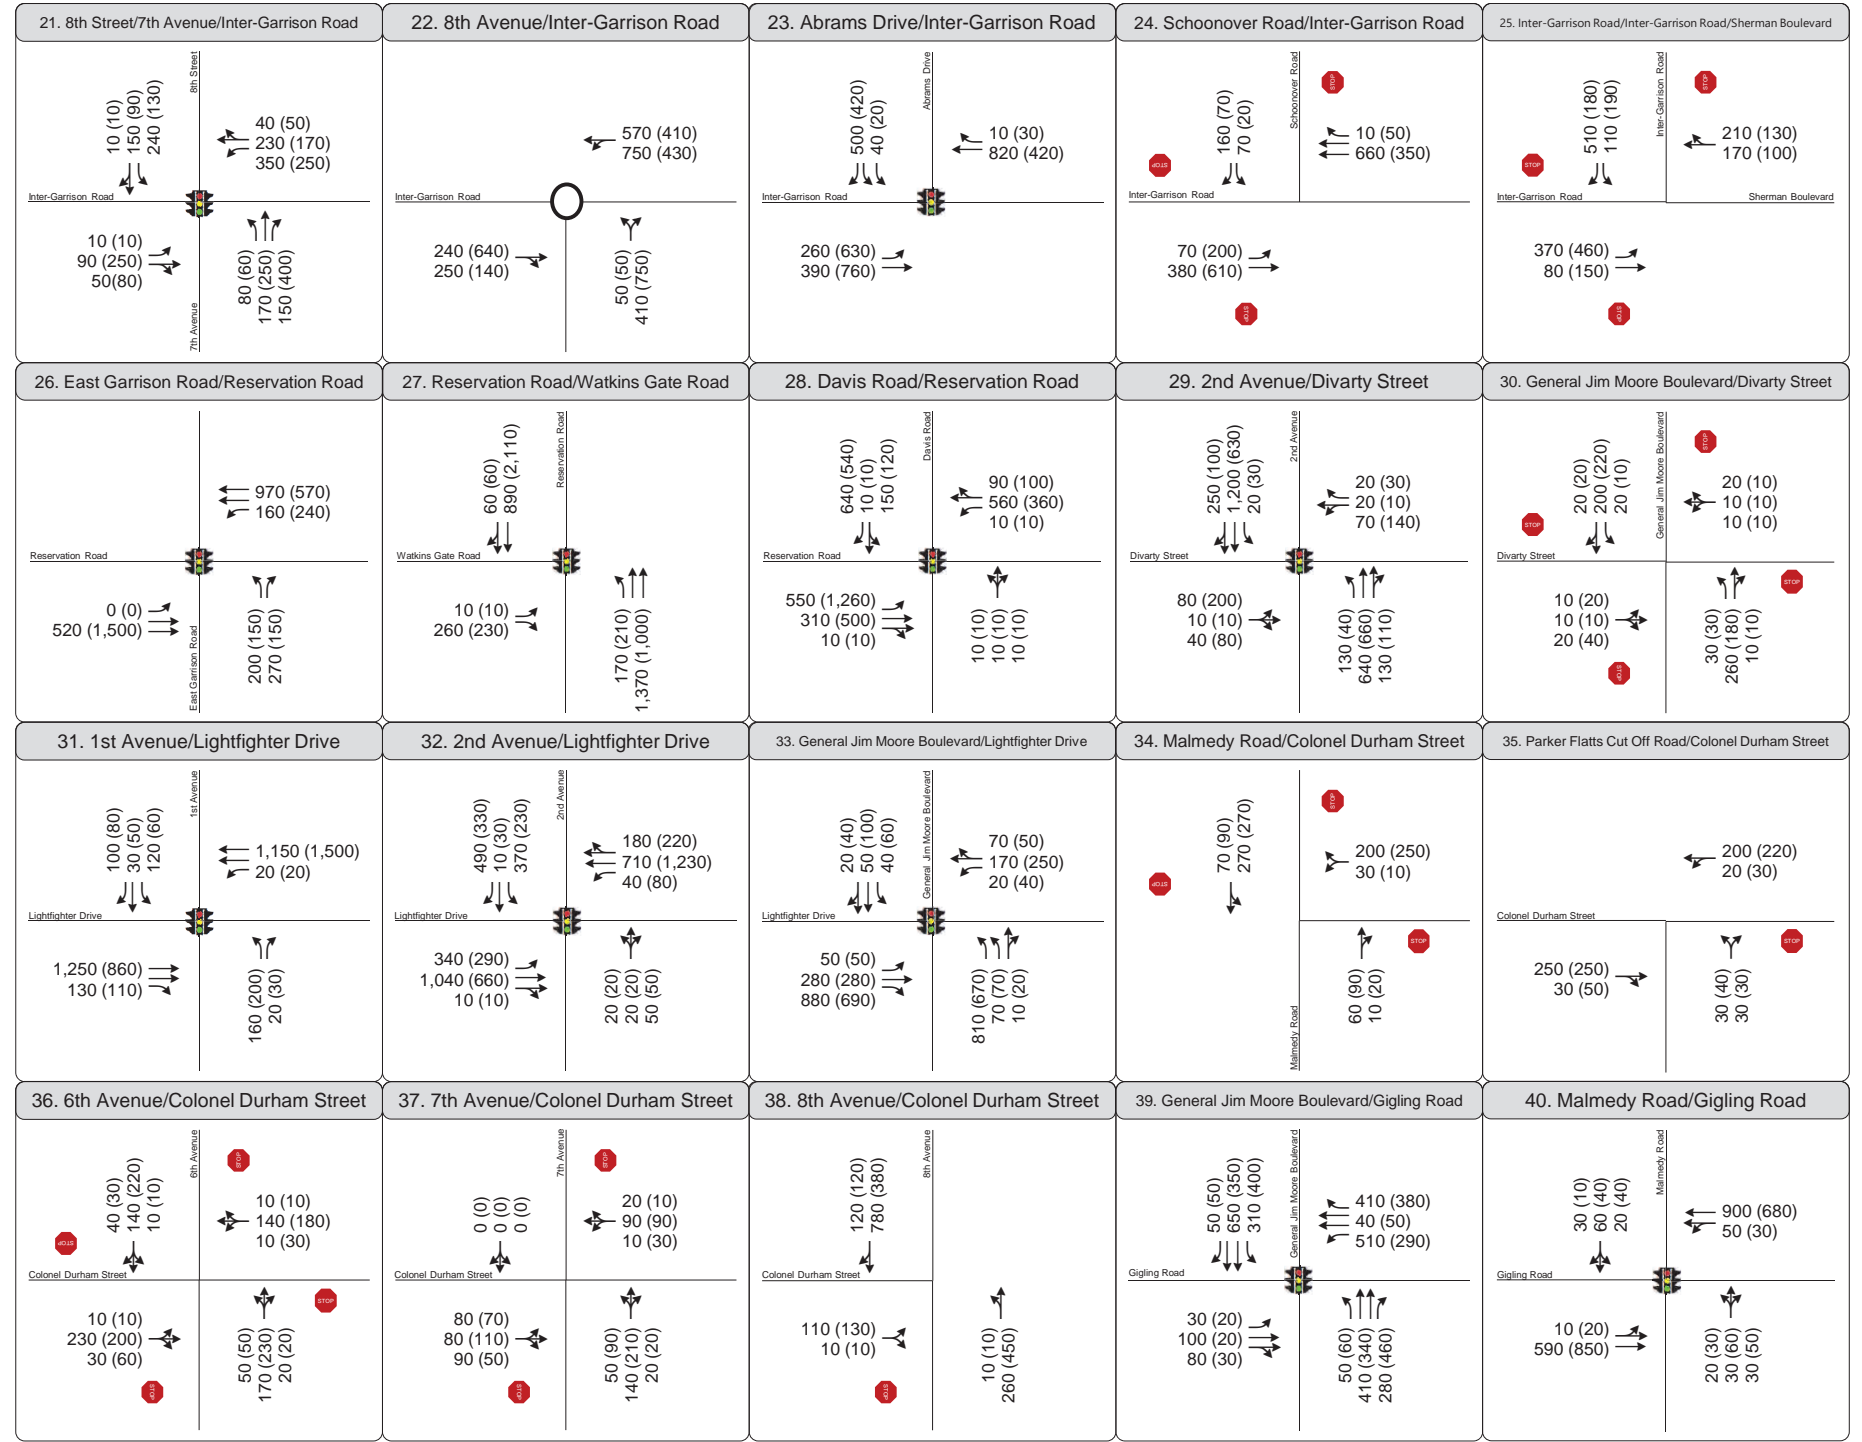 21. 8th Street/7th Avenue/Inter-Garrison Road
8th Street
10 (10)
150 (90)
240 (130)
40 (50)
230 (170)
350 (250)
Inter-Garrison Road
10 (10)
90 (250)
50(80)
7th Avenue
80 (60)
170 (250)
150 (400)
22. 8th Avenue/Inter-Garrison Road
570 (410)
750 (430)
Inter-Garrison Road
240 (640)
250 (140)
50 (50)
410 (750)
23. Abrams Drive/Inter-Garrison Road
Abrams Drive
500 (420)
40 (20)
10 (30)
820 (420)
Inter-Garrison Road
260 (630)
390 (760)
24. Schoonover Road/Inter-Garrison Road
Schoonover Road
STOP
160 (70)
70 (20)
10 (50)
660 (350)
STOP
Inter-Garrison Road
70 (200)
380 (610)
STOP
25. Inter-Garrison Road/Inter-Garrison Road/Sherman Boulevard
Inter-Garrison Road
STOP
510 (180)
110 (190)
210 (130)
170 (100)
STOP
Inter-Garrison Road
Sherman Boulevard
370 (460)
80 (150)
STOP
26. East Garrison Road/Reservation Road
970 (570)
160 (240)
Reservation Road
0 (0)
520 (1,500)
East Garrison Road
200 (150)
270 (150)
27. Reservation Road/Watkins Gate Road
Reservation Road
60 (60)
890 (2,110)
Watkins Gate Road
10 (10)
260 (230)
170 (210)
1,370 (1,000)
28. Davis Road/Reservation Road
Davis Road
640 (540)
10 (10)
150 (120)
90 (100)
560 (360)
10 (10)
Reservation Road
550 (1,260)
310 (500)
10 (10)
10 (10)
10 (10)
10 (10)
29. 2nd Avenue/Divarty Street
2nd Avenue
250 (100)
1,200 (630)
20 (30)
20 (30)
20 (10)
70 (140)
Divarty Street
80 (200)
10 (10)
40 (80)
130 (40)
640 (660)
130 (110)
30. General Jim Moore Boulevard/Divarty Street
General Jim Moore Boulevard
STOP
20 (20)
200 (220)
20 (10)
20 (10)
10 (10)
10 (10)
STOP
Divarty Street
STOP
10 (20)
10 (10)
20 (40)
STOP
30 (30)
260 (180)
10 (10)
31. 1st Avenue/Lightfighter Drive
1st Avenue
100 (80)
30 (50)
120 (60)
1,150 (1,500)
20 (20)
Lightfighter Drive
1,250 (860)
130 (110)
160 (200)
20 (30)
32. 2nd Avenue/Lightfighter Drive
2nd Avenue
490 (330)
10 (30)
370 (230)
180 (220)
710 (1,230)
40 (80)
Lightfighter Drive
340 (290)
1,040 (660)
10 (10)
20 (20)
20 (20)
50 (50)
33. General Jim Moore Boulevard/Lightfighter Drive
General Jim Moore Boulevard
20 (40)
50 (100)
40 (60)
70 (50)
170 (250)
20 (40)
Lightfighter Drive
50 (50)
280 (280)
880 (690)
810 (670)
70 (70)
10 (20)
34. Malmedy Road/Colonel Durham Street
STOP
70 (90)
270 (270)
200 (250)
30 (10)
STOP
STOP
Malmedy Road
60 (90)
10 (20)
35. Parker Flatts Cut Off Road/Colonel Durham Street
200 (220)
20 (30)
Colonel Durham Street
STOP
250 (250)
30 (50)
30 (40)
30 (30)
36. 6th Avenue/Colonel Durham Street
6th Avenue
STOP
40 (30)
140 (220)
10 (10)
10 (10)
140 (180)
10 (30)
STOP
Colonel Durham Street
STOP
10 (10)
230 (200)
30 (60)
STOP
50 (50)
170 (230)
20 (20)
37. 7th Avenue/Colonel Durham Street
7th Avenue
STOP
0 (0)
0 (0)
0 (0)
20 (10)
90 (90)
10 (30)
Colonel Durham Street
80 (70)
80 (110)
90 (50)
STOP
50 (90)
140 (210)
20 (20)
38. 8th Avenue/Colonel Durham Street
8th Avenue
120 (120)
780 (380)
Colonel Durham Street
110 (130)
10 (10)
STOP
10 (10)
260 (450)
39. General Jim Moore Boulevard/Gigling Road
General Jim Moore Boulevard
50 (50)
650 (350)
310 (400)
410 (380)
40 (50)
510 (290)
Gigling Road
30 (20)
100 (20)
80 (30)
50 (60)
410 (340)
280 (460)
40. Malmedy Road/Gigling Road
Malmedy Road
30 (10)
60 (40)
20 (40)
900 (680)
50 (30)
Gigling Road
10 (20)
590 (850)
20 (30)
30 (60)
30 (50)